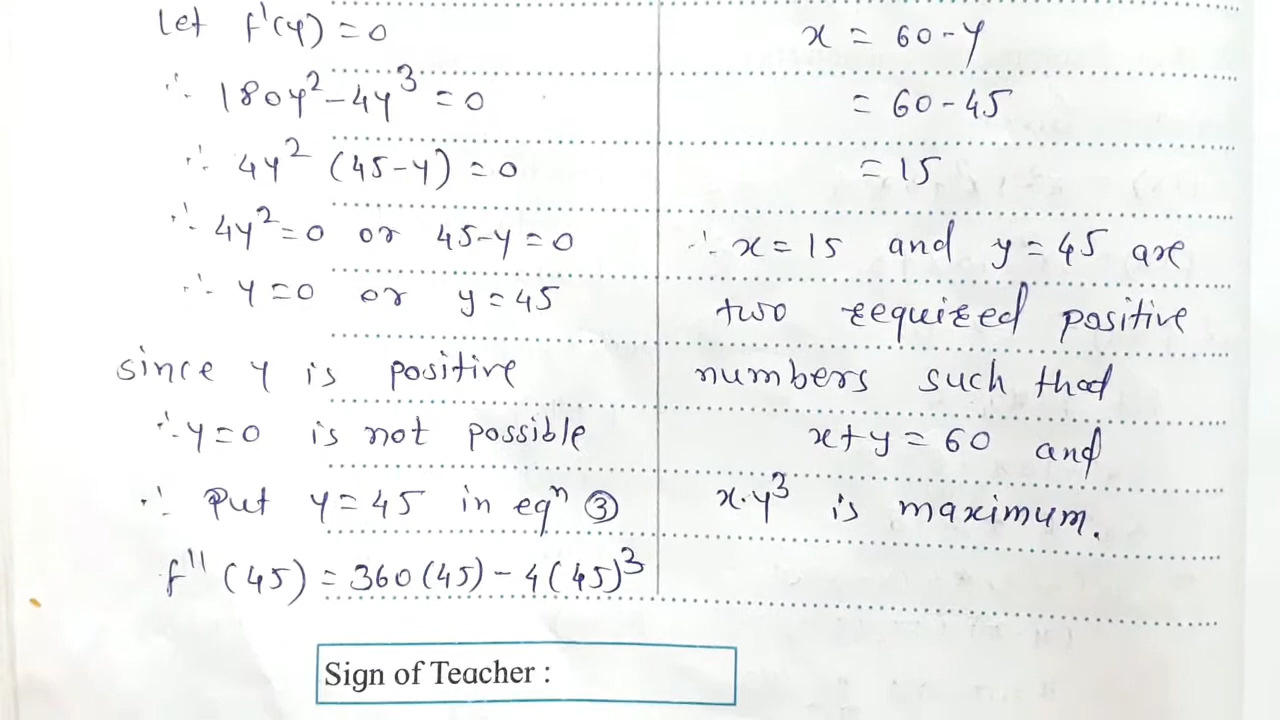 Let f'(y) = 0
∴ 180y² - 4y³ = 0
∴ 4y² (45-y) = 0
∴ 4y² = 0 or 45-y = 0
∴ y = 0 or y = 45
since y is positive
∴ y = 0 is not possible
∴ Put y = 45 in eqⁿ ③
f''(45) = 360(45) - 4(45)³
x = 60-y
= 60-45
= 15
∴ x = 15 and y = 45 are
two required positive
numbers such that
x+y = 60 and
x.y³ is maximum.
Sign of Teacher :